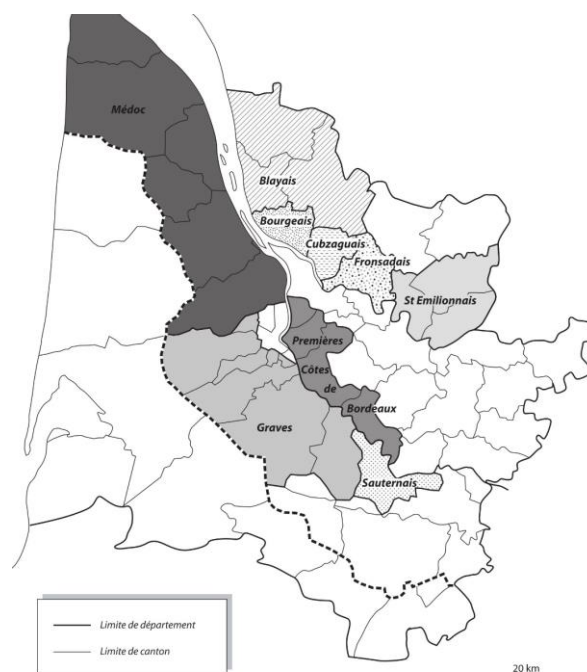 Médoc
Blayais
Bourgeais
Cubzaguais
Fronsadais
St Emilionnais
Premières
Côtes
de
Bordeaux
Graves
Sauternais
Limite de département
Limite de canton
20 km